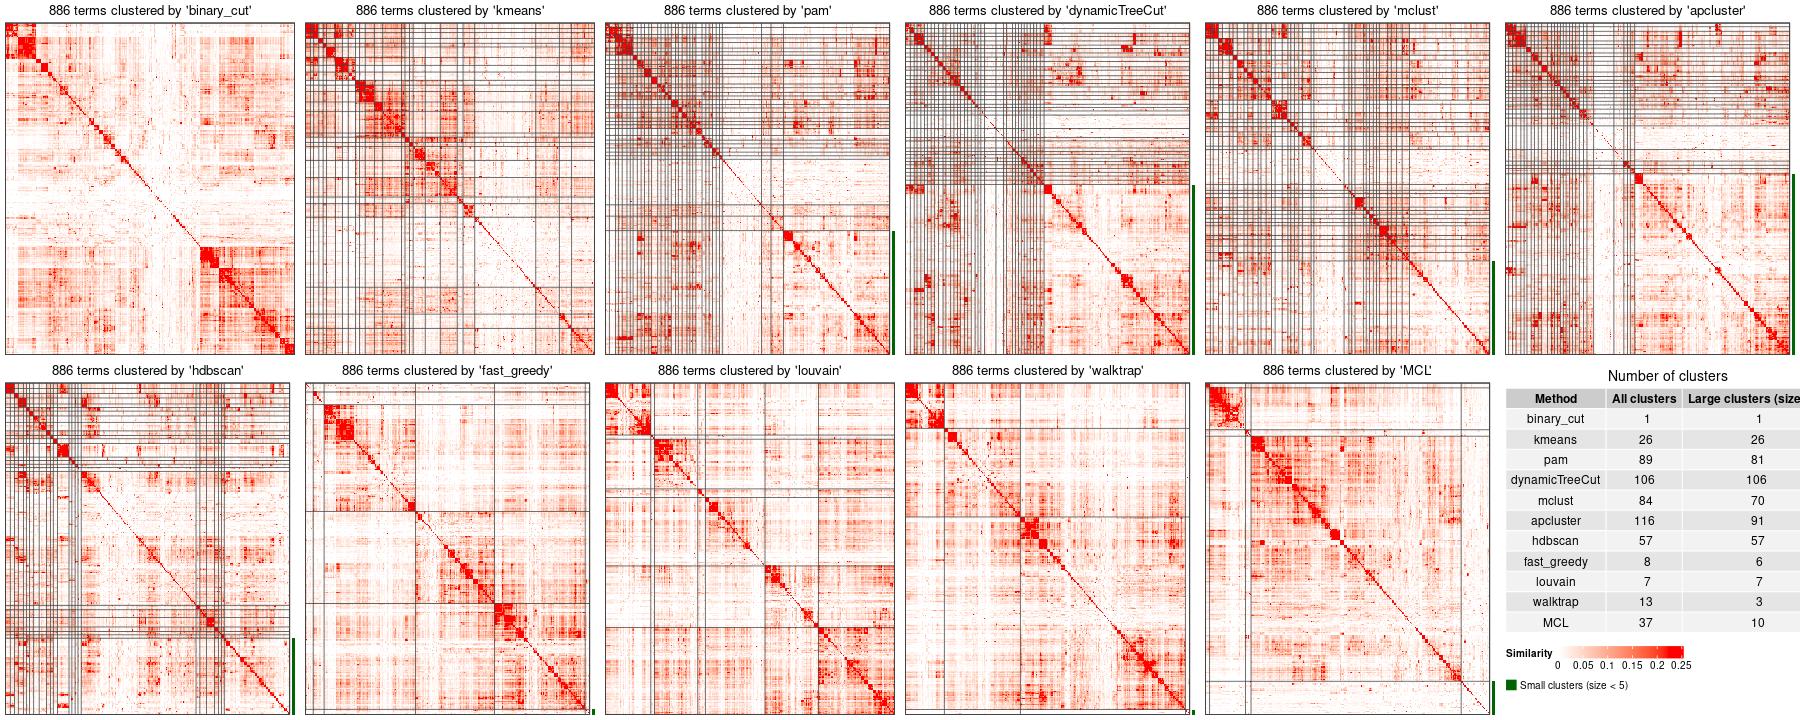 886 terms clustered by 'binary_cut'
886 terms clustered by 'kmeans'
886 terms clustered by 'pam'
886 terms clustered by 'dynamicTreeCut'
886 terms clustered by 'mclust'
886 terms clustered by 'apcluster'
886 terms clustered by 'hdbscan'
886 terms clustered by 'fast_greedy'
886 terms clustered by 'louvain'
886 terms clustered by 'walktrap'
886 terms clustered by 'MCL'
Number of clusters
Method All clusters Large clusters (size
binary_cut 1 1
kmeans 26 26
pam 89 81
dynamicTreeCut 106 106
mclust 84 70
apcluster 116 91
hdbscan 57 57
fast_greedy 8 6
louvain 7 7
walktrap 13 3
MCL 37 10
Similarity
0 0.05 0.1 0.15 0.2 0.25
Small clusters (size < 5)